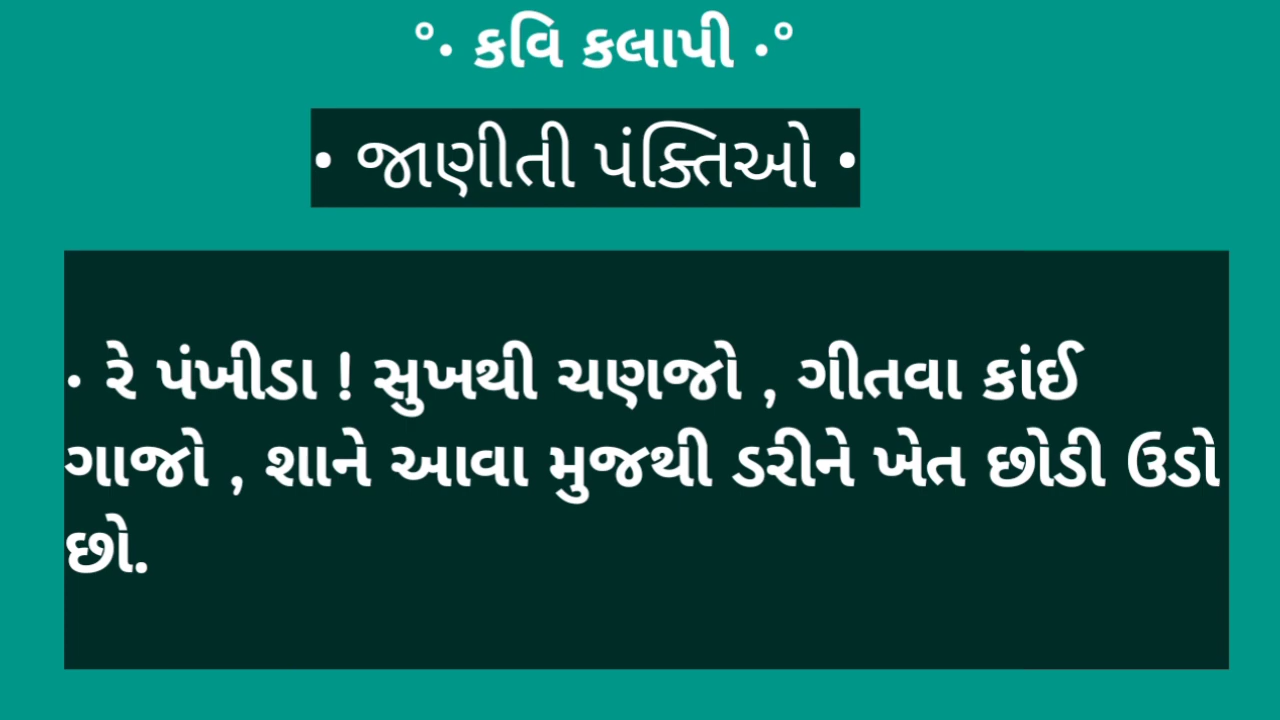 °· કવિ કલાપી ·°
• જાણીતી પંક્તિઓ •
· રે પંખીડા ! સુખથી ચણજો , ગીતવા કાંઈ
ગાજો , શાને આવા મુજથી ડરીને ખેત છોડી ઉડો
છો.